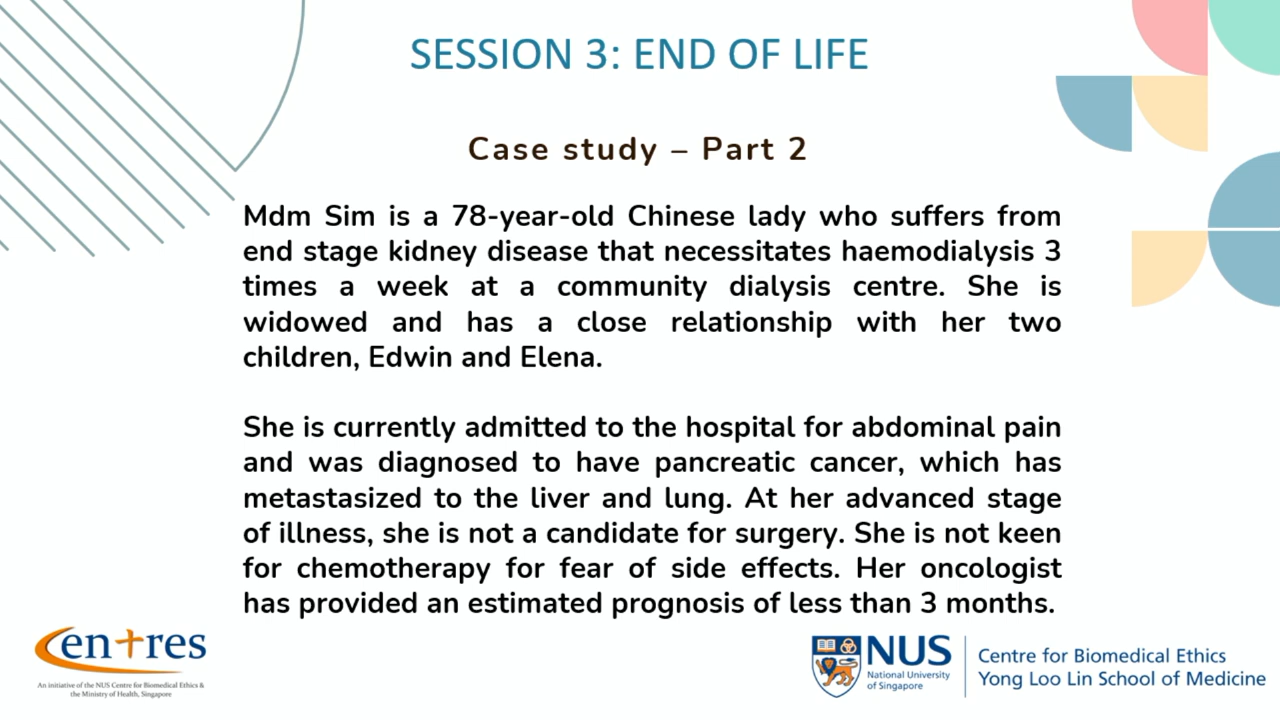 SESSION 3: END OF LIFE
Case study – Part 2
Mdm Sim is a 78-year-old Chinese lady who suffers from
end stage kidney disease that necessitates haemodialysis 3
times a week at a community dialysis centre. She is
widowed and has a close relationship with her two
children, Edwin and Elena.
She is currently admitted to the hospital for abdominal pain
and was diagnosed to have pancreatic cancer, which has
metastasized to the liver and lung. At her advanced stage
of illness, she is not a candidate for surgery. She is not keen
for chemotherapy for fear of side effects. Her oncologist
has provided an estimated prognosis of less than 3 months.
Centres
An initiative of the NUS Centre for Biomedical Ethics &
the Ministry of Health, Singapore
NUS
National University
of Singapore
Centre for Biomedical Ethics
Yong Loo Lin School of Medicine